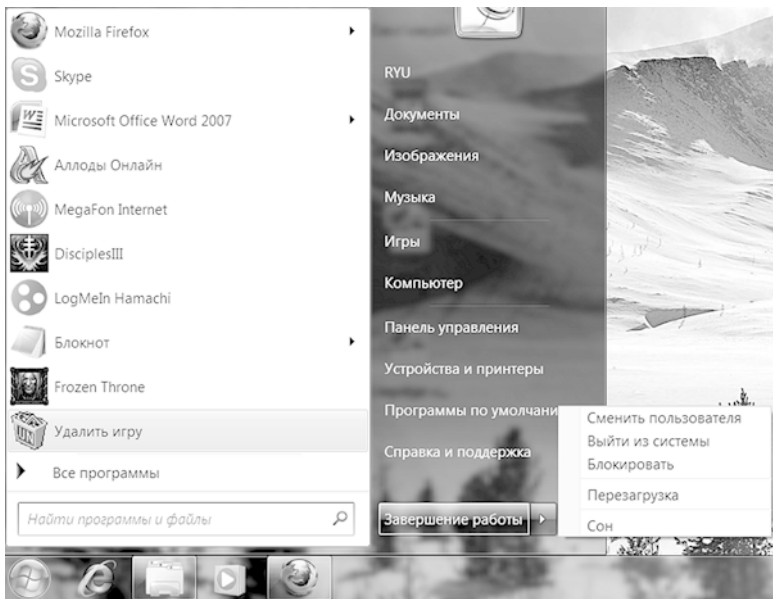 Mozilla Firefox
Skype
Microsoft Office Word 2007
Аллоды Онлайн
MegaFon Internet
DisciplesIII
LogMeIn Hamachi
Блокнот
Frozen Throne
Удалить игру
Все программы
Найти программы и файлы
RYU
Документы
Изображения
Музыка
Игры
Компьютер
Панель управления
Устройства и принтеры
Программы по умолчани
Справка и поддержка
Завершение работы
Сменить пользователя
Выйти из системы
Блокировать
Перезагрузка
Сон